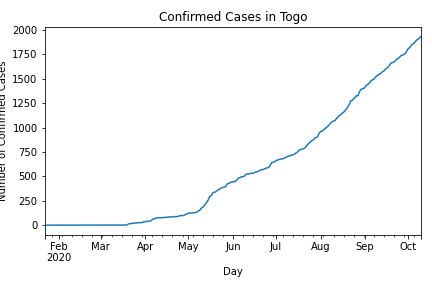 Confirmed Cases in Togo
Number of Confirmed Cases
2000
1750
1500
1250
1000
750
500
250
0
Feb Mar Apr May Jun Jul Aug Sep Oct
2020
Day